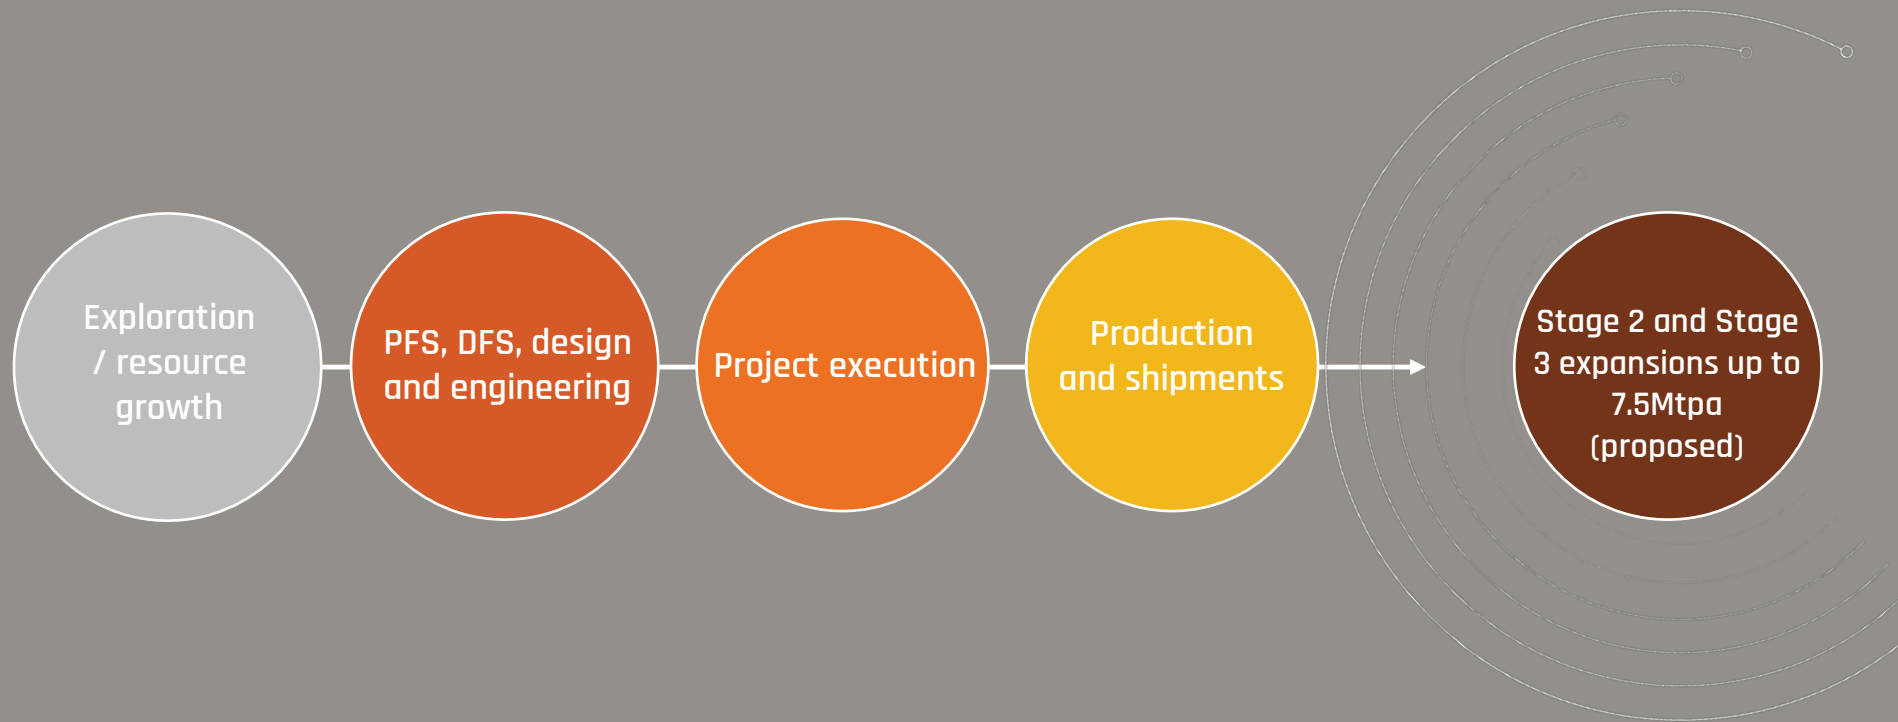 Exploration
/ resource
growth
PFS, DFS, design
and engineering
Project execution
Production
and shipments
Stage 2 and Stage
3 expansions up to
7.5Mtpa
(proposed)